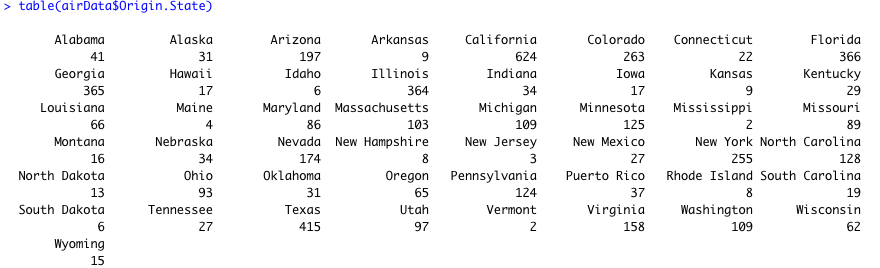 > table(airData$Origin.State)
Alabama Alaska Arizona Arkansas California Colorado Connecticut Florida
41 31 197 9 624 263 22 366
Georgia Hawaii Idaho Illinois Indiana Iowa Kansas Kentucky
365 17 6 364 34 17 9 29
Louisiana Maine Maryland Massachusetts Michigan Minnesota Mississippi Missouri
66 4 86 103 109 125 2 89
Montana Nebraska Nevada New Hampshire New Jersey New Mexico New York North Carolina
16 34 174 8 3 27 255 128
North Dakota Ohio Oklahoma Oregon Pennsylvania Puerto Rico Rhode Island South Carolina
13 93 31 65 124 37 8 19
South Dakota Tennessee Texas Utah Vermont Virginia Washington Wisconsin
6 27 415 97 2 158 109 62
Wyoming
15